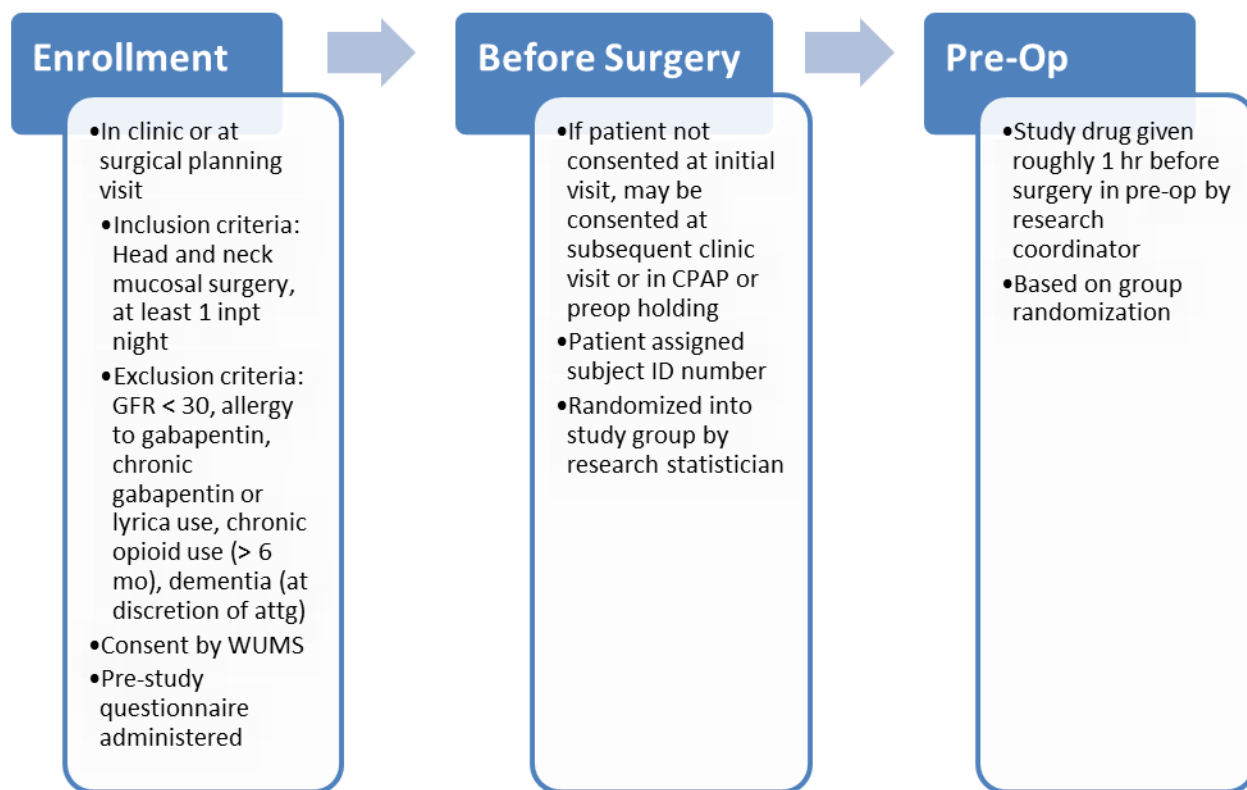 Enrollment
•In clinic or at
surgical planning
visit
•Inclusion criteria:
Head and neck
mucosal surgery,
at least 1 inpt
night
•Exclusion criteria:
GFR < 30, allergy
to gabapentin,
chronic
gabapentin or
lyrica use, chronic
opioid use (> 6
mo), dementia (at
discretion of attg)
•Consent by WUMS
•Pre-study
questionnaire
administered
Before Surgery
•If patient not
consented at initial
visit, may be
consented at
subsequent clinic
visit or in CPAP or
preop holding
•Patient assigned
subject ID number
•Randomized into
study group by
research statistician
Pre-Op
•Study drug given
roughly 1 hr before
surgery in pre-op by
research
coordinator
•Based on group
randomization